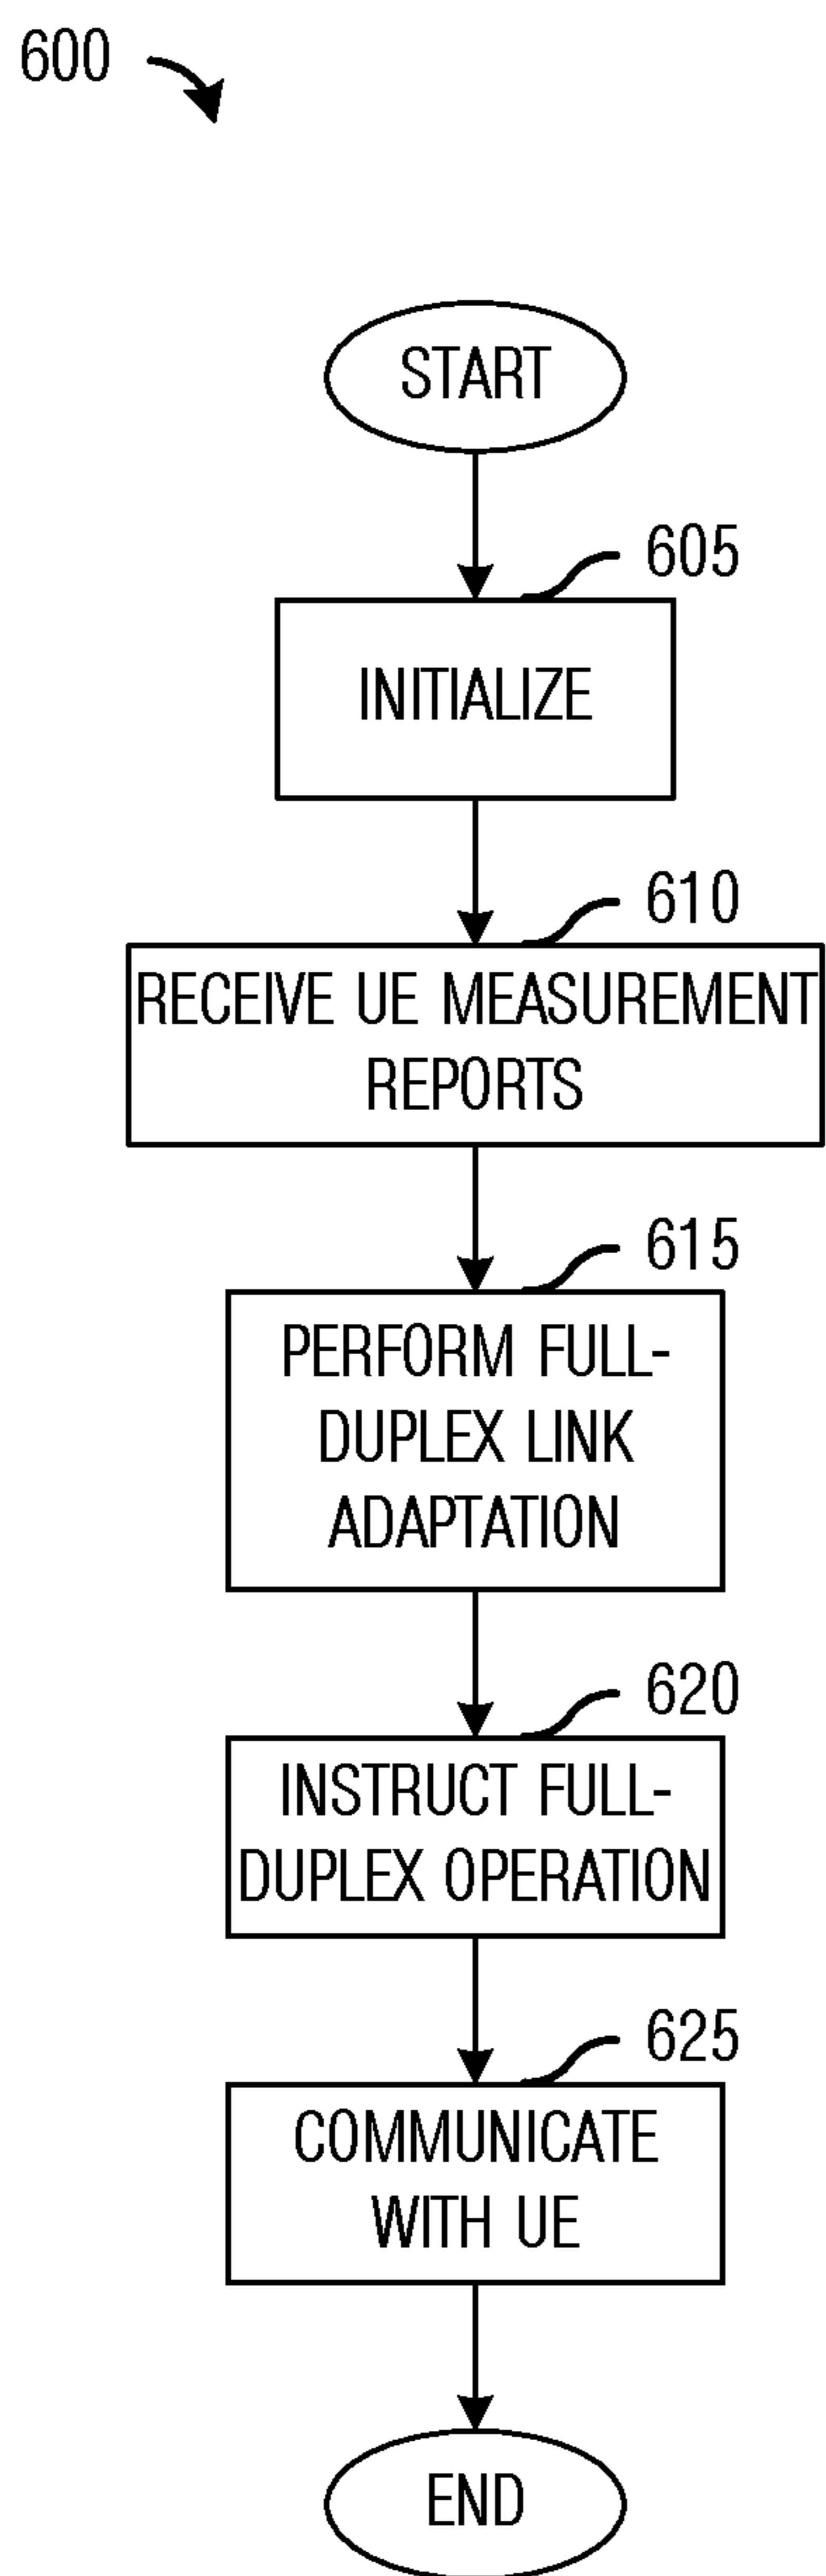 600
START
605
INITIALIZE
610
RECEIVE UE MEASUREMENT
REPORTS
615
PERFORM FULL-
DUPLEX LINK
ADAPTATION
620
INSTRUCT FULL-
DUPLEX OPERATION
625
COMMUNICATE
WITH UE
END